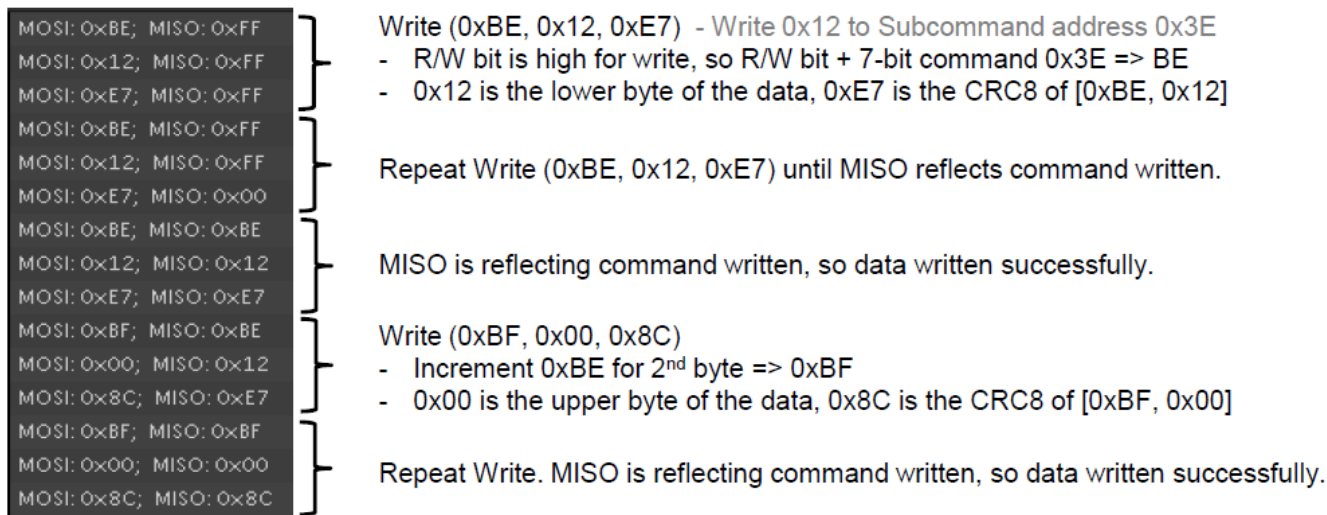 MOSI: 0xBE; MISO: 0xFF
MOSI: 0x12; MISO: 0xFF
MOSI: 0xE7; MISO: 0xFF
Write (0xBE, 0x12, 0xE7) - Write 0x12 to Subcommand address 0x3E
- R/W bit is high for write, so R/W bit + 7-bit command 0x3E => BE
- 0x12 is the lower byte of the data, 0xE7 is the CRC8 of [0xBE, 0x12]
MOSI: 0xBE; MISO: 0xFF
MOSI: 0x12; MISO: 0xFF
MOSI: 0xE7; MISO: 0x00
Repeat Write (0xBE, 0x12, 0xE7) until MISO reflects command written.
MOSI: 0xBE; MISO: 0xBE
MOSI: 0x12; MISO: 0x12
MOSI: 0xE7; MISO: 0xE7
MISO is reflecting command written, so data written successfully.
MOSI: 0xBF; MISO: 0xBE
MOSI: 0x00; MISO: 0x12
MOSI: 0x8C; MISO: 0xE7
Write (0xBF, 0x00, 0x8C)
- Increment 0xBE for 2nd byte => 0xBF
- 0x00 is the upper byte of the data, 0x8C is the CRC8 of [0xBF, 0x00]
MOSI: 0xBF; MISO: 0xBF
MOSI: 0x00; MISO: 0x00
MOSI: 0x8C; MISO: 0x8C
Repeat Write. MISO is reflecting command written, so data written successfully.